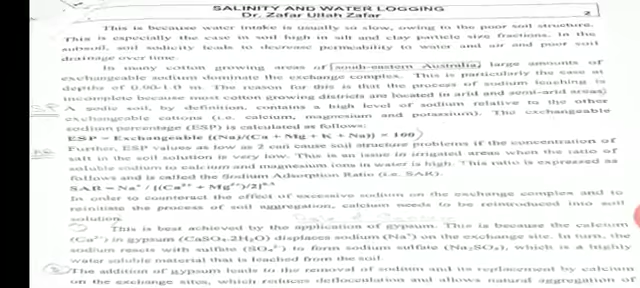 SALINITY AND WATER LOGGING
Dr. Zafar Ullah Zafar 2
This is because water intake is usually so slow, owing to the poor soil structure.
This is especially the case in soil high in silt and clay particle size fractions. In the
subsoil, soil sodicity leads to decrease permeability to water and air and poor soil
drainage over time.
In many cotton growing areas of south-eastern Australia, large amounts of
exchangeable sodium dominate the exchange complex. This is particularly the case at
depths of 0.60-1.0 m. The reason for this is that the process of sodium leaching is
incomplete because most cotton growing districts are located in arid and semi-arid areas.
A sodic soil, by definition, contains a high level of sodium relative to the other
exchangeable cations (i.e. calcium, magnesium and potassium). The exchangeable
sodium percentage (ESP) is calculated as follows:
ESP = Exchangeable {(Na)/(Ca + Mg + K + Na)} × 100
Further, ESP values as low as 2 can cause soil structure problems if the concentration of
salt in the soil solution is very low. This is an issue in irrigated areas when the ratio of
soluble sodium to calcium and magnesium ions in water is high. This ratio is expressed as
follows and is called the Sodium Adsorption Ratio (i.e. SAR).
SAR = Na⁺ / [(Ca²⁺ + Mg²⁺)/2]⁰·⁵
In order to counteract the effect of excessive sodium on the exchange complex and to
reinitiate the process of soil aggregation, calcium needs to be reintroduced into soil
solution.
This is best achieved by the application of gypsum. This is because the calcium
(Ca²⁺) in gypsum (CaSO₄.2H₂O) displaces sodium (Na⁺) on the exchange site. In turn, the
sodium reacts with sulfate (SO₄²⁻) to form sodium sulfate (Na₂SO₄), which is a highly
water soluble material that is leached from the soil.
The addition of gypsum leads to the removal of sodium and its replacement by calcium
on the exchange sites, which reduces deflocculation and allows natural aggregation of